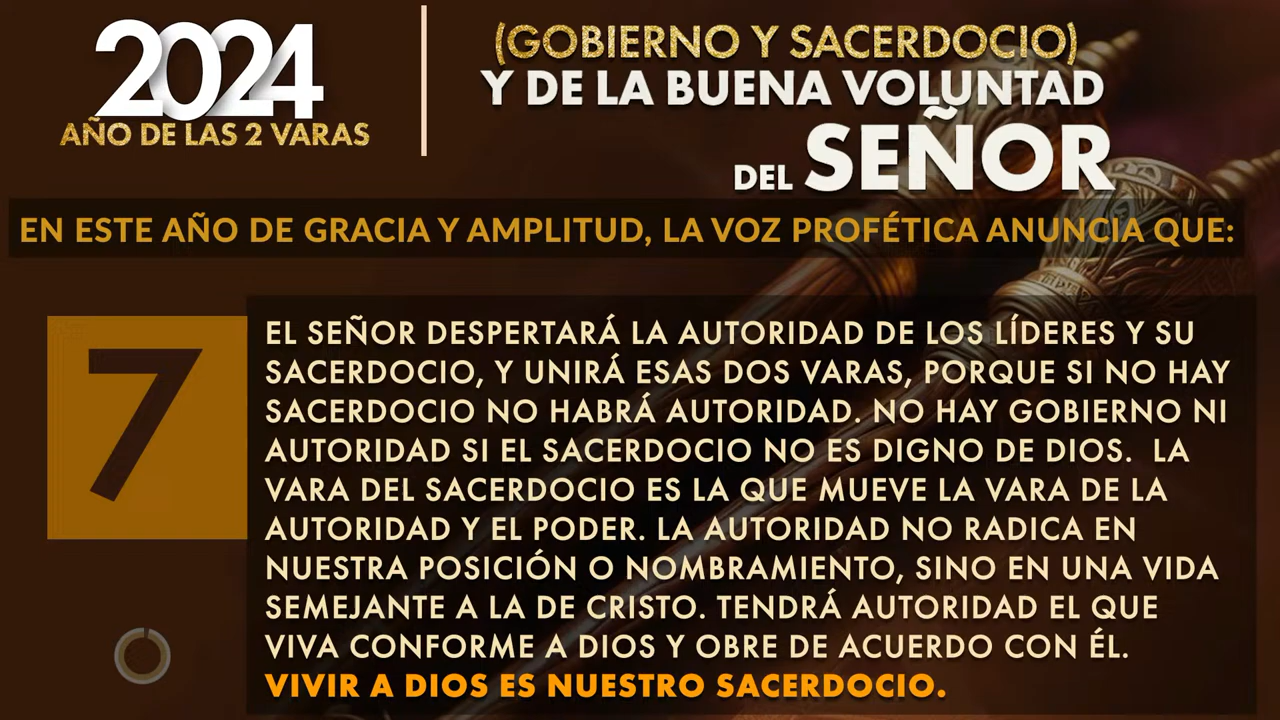 2024
AÑO DE LAS 2 VARAS
(GOBIERNO Y SACERDOCIO)
Y DE LA BUENA VOLUNTAD
DEL SEÑOR
EN ESTE AÑO DE GRACIA Y AMPLITUD, LA VOZ PROFÉTICA ANUNCIA QUE:
7
EL SEÑOR DESPERTARÁ LA AUTORIDAD DE LOS LÍDERES Y SU
SACERDOCIO, Y UNIRÁ ESAS DOS VARAS, PORQUE SI NO HAY
SACERDOCIO NO HABRÁ AUTORIDAD. NO HAY GOBIERNO NI
AUTORIDAD SI EL SACERDOCIO NO ES DIGNO DE DIOS. LA
VARA DEL SACERDOCIO ES LA QUE MUEVE LA VARA DE LA
AUTORIDAD Y EL PODER. LA AUTORIDAD NO RADICA EN
NUESTRA POSICIÓN O NOMBRAMIENTO, SINO EN UNA VIDA
SEMEJANTE A LA DE CRISTO. TENDRÁ AUTORIDAD EL QUE
VIVA CONFORME A DIOS Y OBRE DE ACUERDO CON ÉL.
VIVIR A DIOS ES NUESTRO SACERDOCIO.